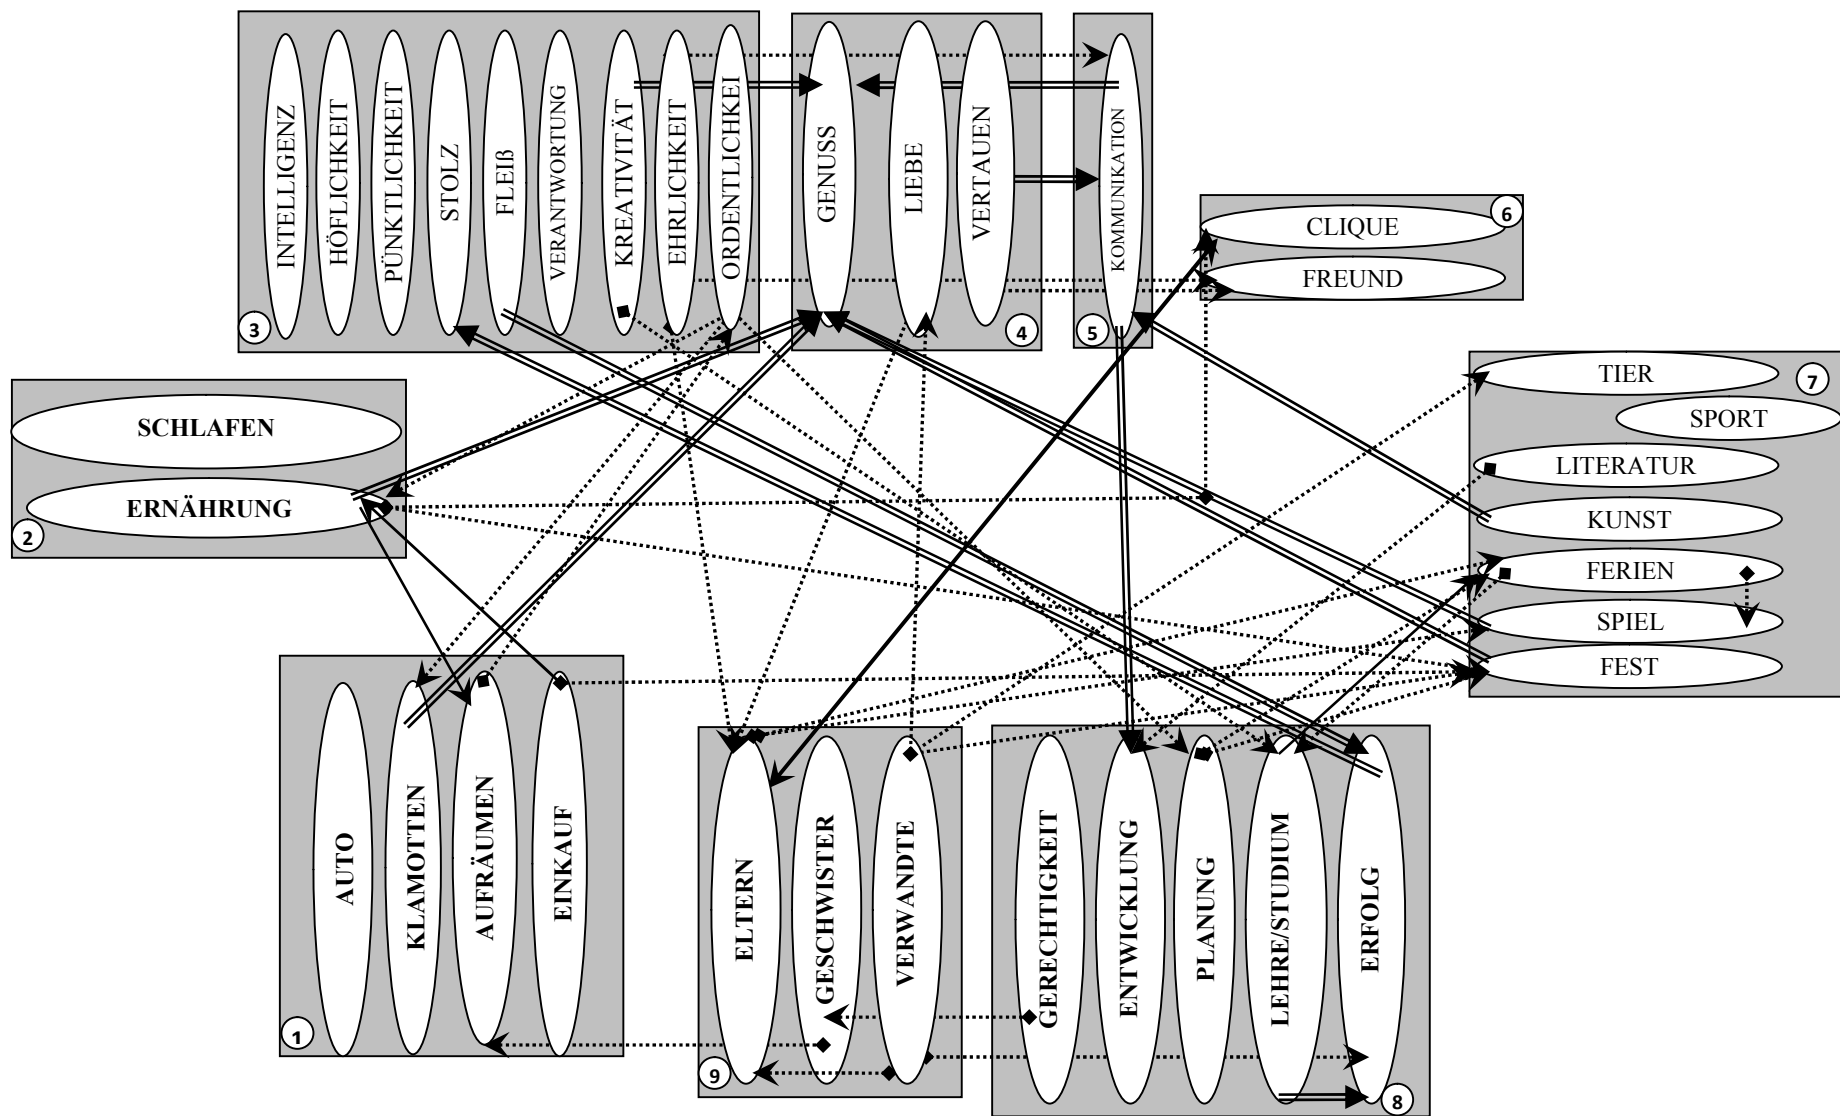 INTELLIGENZ
HÖFLICHKEIT
PÜNKTLICHKEIT
STOLZ
FLEIß
VERANTWORTUNG
KREATIVITÄT
EHRLICHKEIT
ORDENTLICHKEI
3
GENUSS
LIEBE
VERTAUEN
4
KOMMUNIKATION
5
CLIQUE
6
FREUND
TIER
7
SPORT
LITERATUR
KUNST
FERIEN
SPIEL
FEST
SCHLAFEN
ERNÄHRUNG
2
AUTO
KLAMOTTEN
AUFRÄUMEN
EINKAUF
1
ELTERN
GESCHWISTER
VERWANDTE
9
GERECHTIGKEIT
ENTWICKLUNG
PLANUNG
LEHRE/STUDIUM
ERFOLG
8